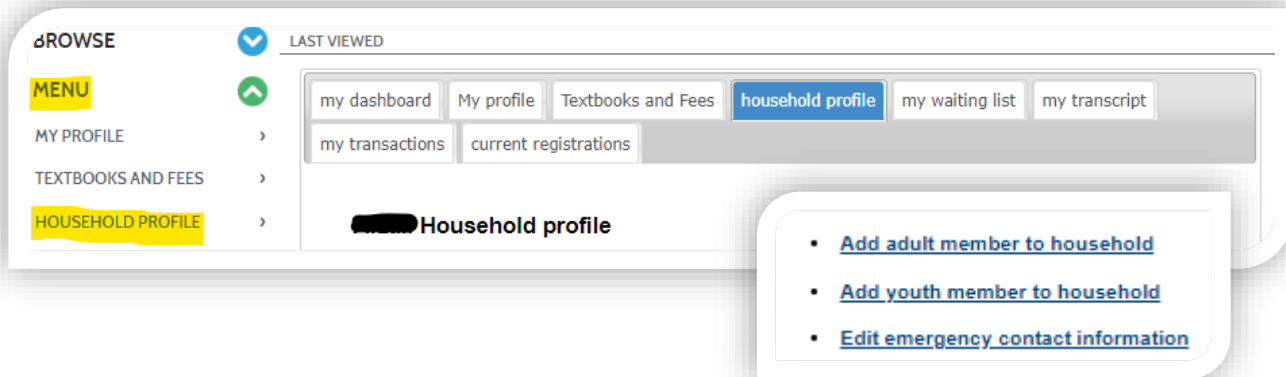 BROWSE
LAST VIEWED
MENU
my dashboard My profile Textbooks and Fees household profile my waiting list my transcript
MY PROFILE
my transactions current registrations
TEXTBOOKS AND FEES
HOUSEHOLD PROFILE
Household profile
• Add adult member to household
• Add youth member to household
• Edit emergency contact information